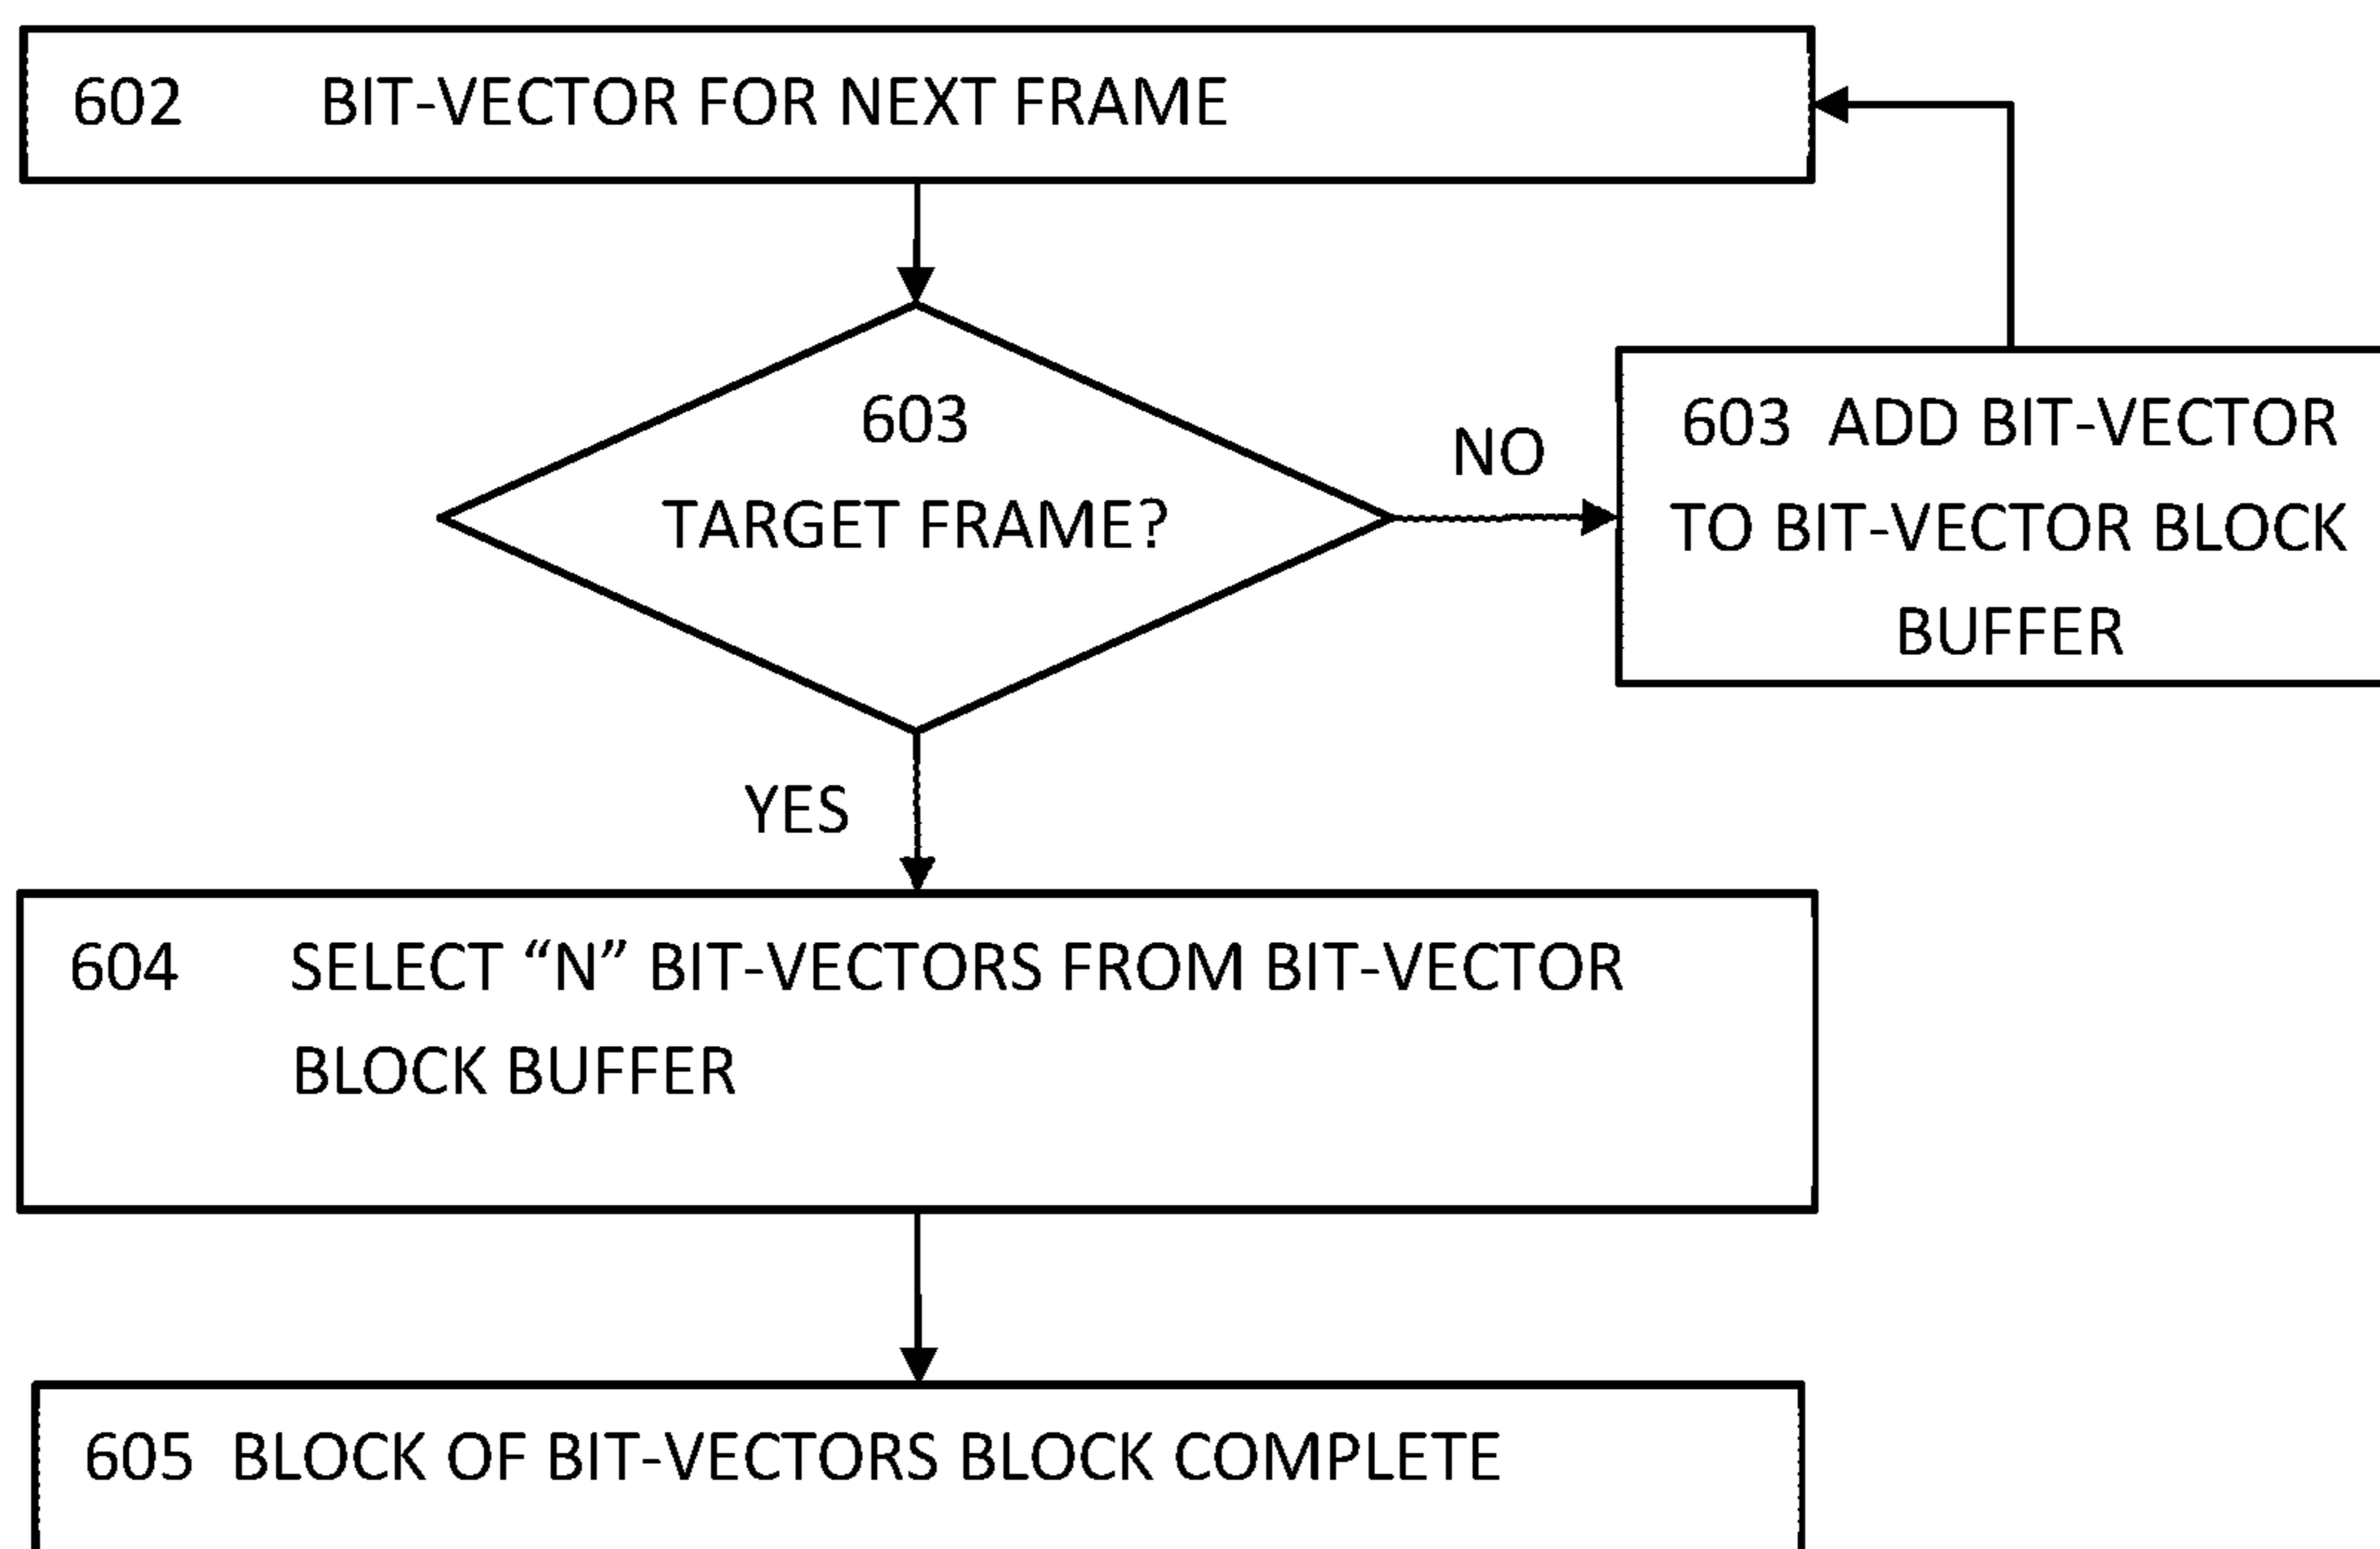 602 BIT-VECTOR FOR NEXT FRAME
603
TARGET FRAME?
NO
603 ADD BIT-VECTOR
TO BIT-VECTOR BLOCK
BUFFER
YES
604 SELECT “N” BIT-VECTORS FROM BIT-VECTOR
BLOCK BUFFER
605 BLOCK OF BIT-VECTORS BLOCK COMPLETE